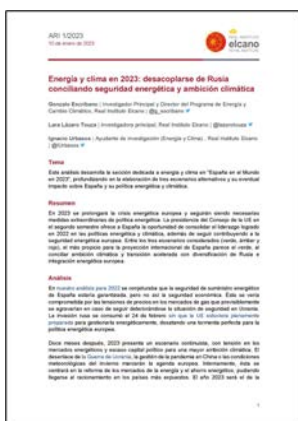 ARI 1/2023
10 de enero de 2023
REAL INSTITUTO
elcano
ROYAL INSTITUTE
Energía y clima en 2023: desacoplarse de Rusia
conciliando seguridad energética y ambición climática
Gonzalo Escribano | Investigador Principal y Director del Programa de Energía y
Cambio Climático, Real Instituto Elcano | @g_escribano
Lara Lázaro Touza | Investigadora principal, Real Instituto Elcano | @lazarotouza
Ignacio Urbasos | Ayudante de investigación (Energía y Clima), Real Instituto Elcano
| @Urbasos
Tema
Este análisis desarrolla la sección dedicada a energía y clima en "España en el Mundo
en 2023", profundizando en la elaboración de tres escenarios alternativos y su eventual
impacto sobre España y su política energética y climática.
Resumen
En 2023 se prolongará la crisis energética europea y seguirán siendo necesarias
medidas extraordinarias de política energética. La presidencia del Consejo de la UE en
el segundo semestre ofrece a España la oportunidad de consolidar el liderazgo logrado
en 2022 en las políticas energética y climática, además de seguir contribuyendo a la
seguridad energética europea. Entre los tres escenarios considerados (verde, ámbar y
rojo), el más propicio para la proyección internacional de España parece el verde, al
conciliar ambición climática y transición acelerada con diversificación de Rusia e
integración energética europea.
Análisis
En nuestro análisis para 2022 se conjeturaba que la seguridad de suministro energético
de España estaría garantizada, pero no así la seguridad económica. Ésta se vería
comprometida por las tensiones de precios en los mercados de gas que previsiblemente
se agravarían en caso de seguir deteriorándose la situación de seguridad en Ucrania.
La invasión rusa se consumó el 24 de febrero sin que la UE estuviera plenamente
preparada para gestionarla energéticamente, desatando una tormenta perfecta para la
política energética europea.
Doce meses después, 2023 presenta un escenario continuista, con tensión en los
mercados energéticos y escaso capital político para una mayor ambición climática. El
desenlace de la Guerra de Ucrania, la gestión de la pandemia en China o las condiciones
meteorológicas del invierno marcarán la agenda europea. Internamente, ésta se
centrará en la reforma de los mercados de la energía y el ahorro energético, pudiendo
llegarse al racionamiento en los países más expuestos. El año 2023 será el de la
1